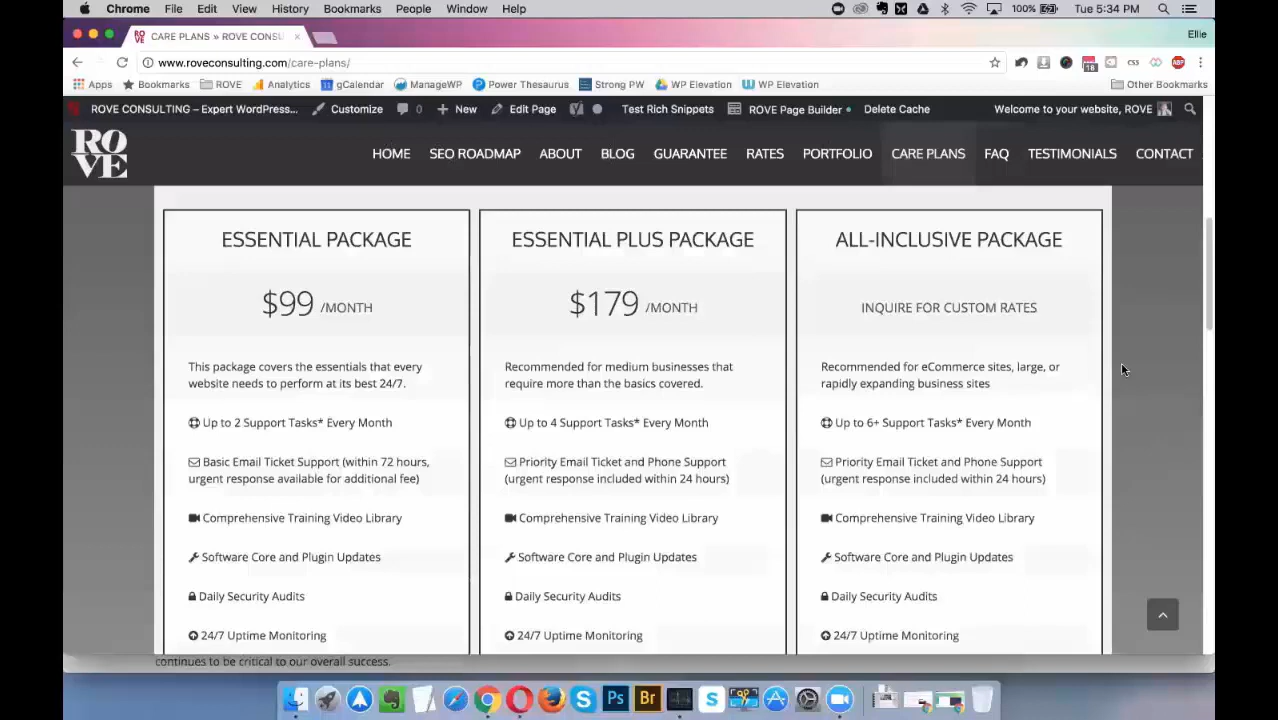 Chrome File Edit View History Bookmarks People Window Help 100% Tue 5:34 PM
CARE PLANS » ROVE CONSU Ellie
www.roveconsulting.com/care-plans/
Apps Bookmarks ROVE Analytics gCalendar ManageWP Power Thesaurus Strong PW WP Elevation WP Elevation Other Bookmarks
ROVE CONSULTING – Expert WordPress... Customize 0 New Edit Page Test Rich Snippets ROVE Page Builder Delete Cache Welcome to your website, ROVE
RO
VE
HOME SEO ROADMAP ABOUT BLOG GUARANTEE RATES PORTFOLIO CARE PLANS FAQ TESTIMONIALS CONTACT
ESSENTIAL PACKAGE
$99 /MONTH
This package covers the essentials that every
website needs to perform at its best 24/7.
Up to 2 Support Tasks* Every Month
Basic Email Ticket Support (within 72 hours,
urgent response available for additional fee)
Comprehensive Training Video Library
Software Core and Plugin Updates
Daily Security Audits
24/7 Uptime Monitoring
ESSENTIAL PLUS PACKAGE
$179 /MONTH
Recommended for medium businesses that
require more than the basics covered.
Up to 4 Support Tasks* Every Month
Priority Email Ticket and Phone Support
(urgent response included within 24 hours)
Comprehensive Training Video Library
Software Core and Plugin Updates
Daily Security Audits
24/7 Uptime Monitoring
ALL-INCLUSIVE PACKAGE
INQUIRE FOR CUSTOM RATES
Recommended for eCommerce sites, large, or
rapidly expanding business sites
Up to 6+ Support Tasks* Every Month
Priority Email Ticket and Phone Support
(urgent response included within 24 hours)
Comprehensive Training Video Library
Software Core and Plugin Updates
Daily Security Audits
24/7 Uptime Monitoring
continues to be critical to our overall success.
Ps Br